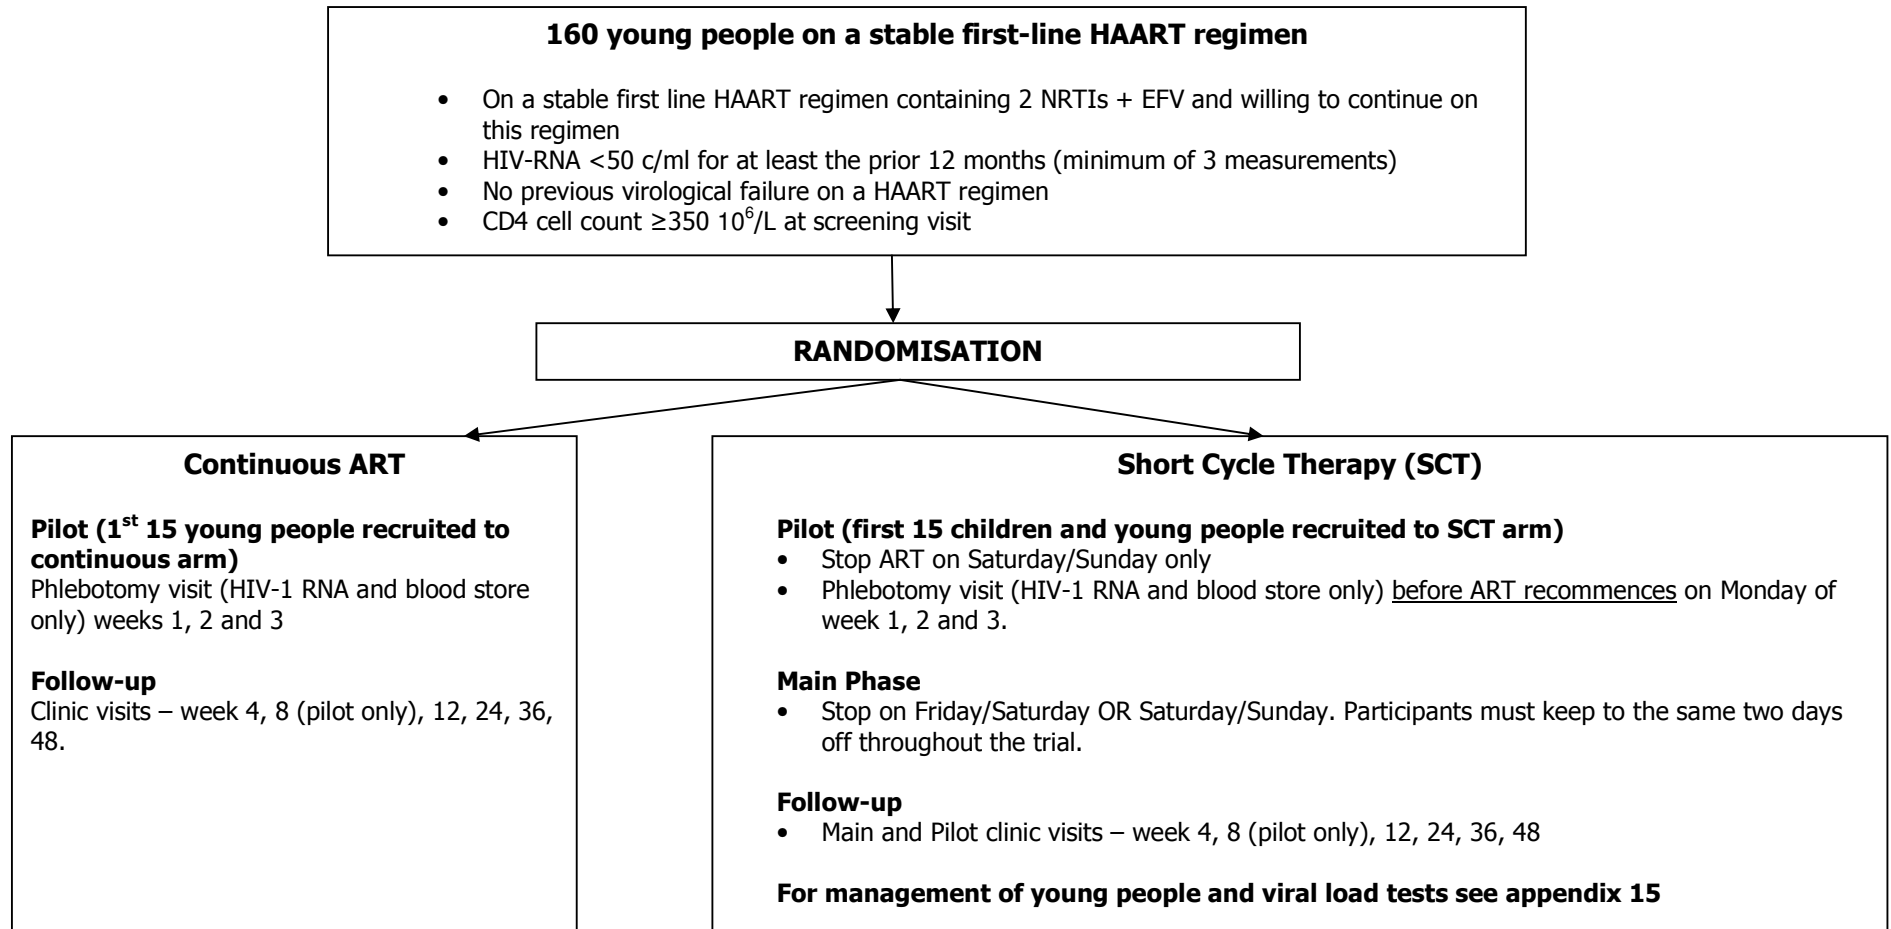 160 young people on a stable first-line HAART regimen
• On a stable first line HAART regimen containing 2 NRTIs + EFV and willing to continue on
this regimen
• HIV-RNA <50 c/ml for at least the prior 12 months (minimum of 3 measurements)
• No previous virological failure on a HAART regimen
• CD4 cell count ≥350 10⁶/L at screening visit
RANDOMISATION
Continuous ART
Pilot (1ˢᵗ 15 young people recruited to
continuous arm)
Phlebotomy visit (HIV-1 RNA and blood store
only) weeks 1, 2 and 3
Follow-up
Clinic visits – week 4, 8 (pilot only), 12, 24, 36,
48.
Short Cycle Therapy (SCT)
Pilot (first 15 children and young people recruited to SCT arm)
• Stop ART on Saturday/Sunday only
• Phlebotomy visit (HIV-1 RNA and blood store only) before ART recommences on Monday of
week 1, 2 and 3.
Main Phase
• Stop on Friday/Saturday OR Saturday/Sunday. Participants must keep to the same two days
off throughout the trial.
Follow-up
• Main and Pilot clinic visits – week 4, 8 (pilot only), 12, 24, 36, 48
For management of young people and viral load tests see appendix 15